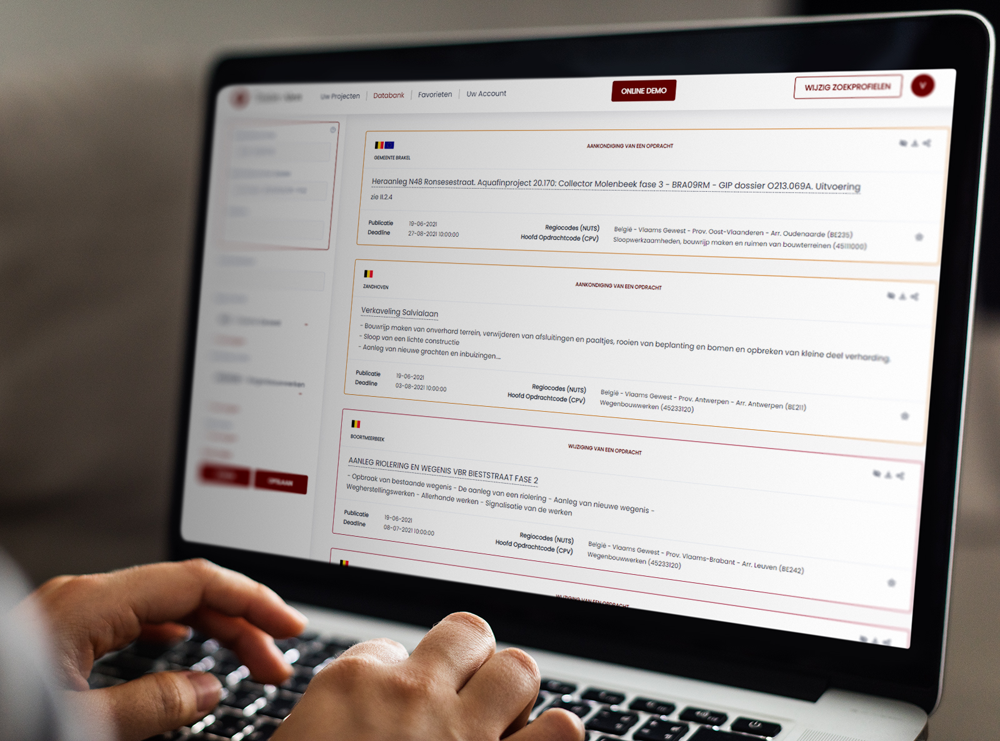 Uw Projecten
Databank
Favorieten
Uw Account
ONLINE DEMO
WIJZIG ZOEKPROFIELEN
V
AANKONDIGING VAN EEN OPDRACHT
GEMEENTE BRAKEL
Heraanleg N48 Ronsesestraat. Aquafinproject 20.170: Collector Molenbeek fase 3 - BRA09RM - GIP dossier O213.069A. Uitvoering
zie II.2.4
Publicatie 19-06-2021
Deadline 27-08-2021 10:00:00
Regiocodes (NUTS) België - Vlaams Gewest - Prov. Oost-Vlaanderen - Arr. Oudenaarde (BE235)
Hoofd Opdrachtcode (CPV) Sloopwerkzaamheden, bouwrijp maken en ruimen van bouwterreinen (45111000)
AANKONDIGING VAN EEN OPDRACHT
ZANDHOVEN
Verkaveling Salvialaan
- Bouwrijp maken van onverhard terrein, verwijderen van afsluitingen en paaltjes, rooien van beplanting en bomen en opbreken van kleine deel verharding.
- Sloop van een lichte constructie
- Aanleg van nieuwe grachten en inbuizingen....
Publicatie 19-06-2021
Deadline 03-08-2021 10:00:00
Regiocodes (NUTS) België - Vlaams Gewest - Prov. Antwerpen - Arr. Antwerpen (BE211)
Hoofd Opdrachtcode (CPV) Wegenbouwwerken (45233120)
WIJZIGING VAN EEN OPDRACHT
BOORTMEERBEEK
AANLEG RIOLERING EN WEGENIS VBR BIESTSTRAAT FASE 2
- Opbraak van bestaande wegenis - De aanleg van een riolering - Aanleg van nieuwe wegenis -
Wegherstellingswerken - Allerhande werken - Signalisatie van de werken
Publicatie 19-06-2021
Deadline 08-07-2021 10:00:00
Regiocodes (NUTS) België - Vlaams Gewest - Prov. Vlaams-Brabant - Arr. Leuven (BE242)
Hoofd Opdrachtcode (CPV) Wegenbouwwerken (45233120)
WIJZIGING VAN EEN OPDRACHT
OPSLAAN